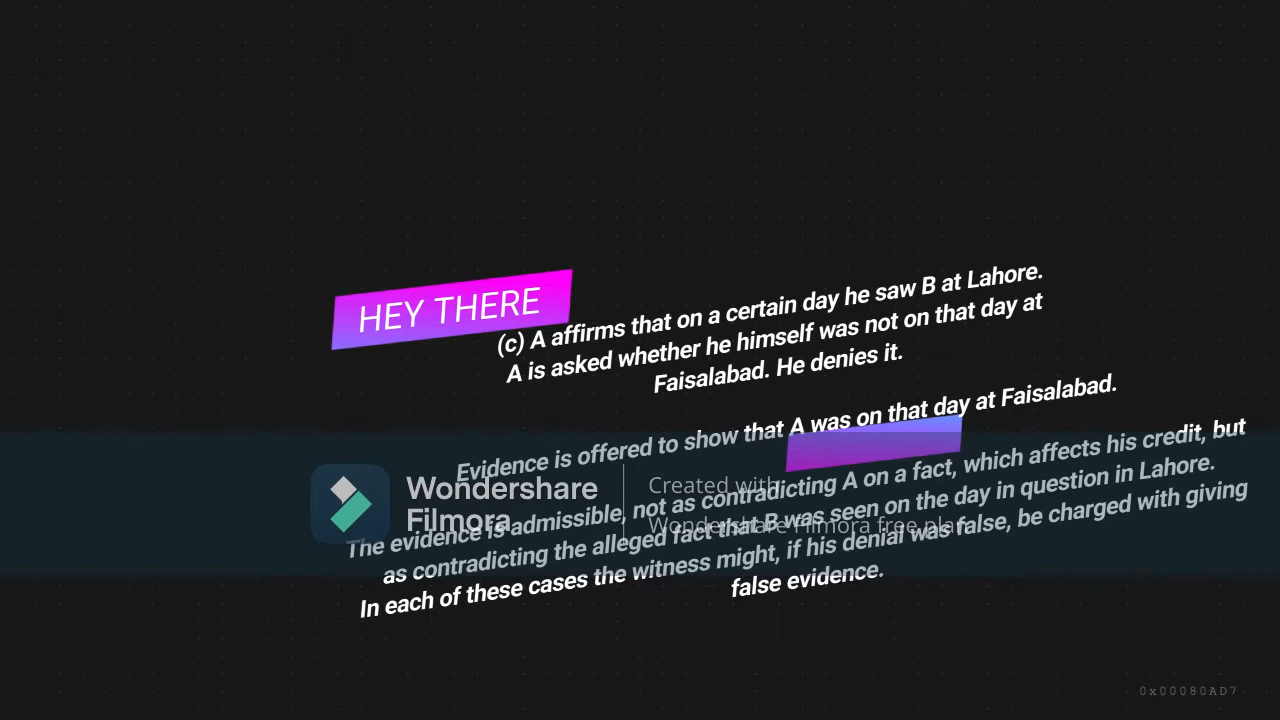 HEY THERE
(c) A affirms that on a certain day he saw B at Lahore.
A is asked whether he himself was not on that day at
Faisalabad. He denies it.
Evidence is offered to show that A was on that day at Faisalabad.
The evidence is admissible, not as contradicting A on a fact, which affects his credit, but
as contradicting the alleged fact that B was seen on the day in question in Lahore.
In each of these cases the witness might, if his denial was false, be charged with giving
false evidence.
Wondershare
Filmora
Created with
Wondershare Filmora free plan
0x00080AD7